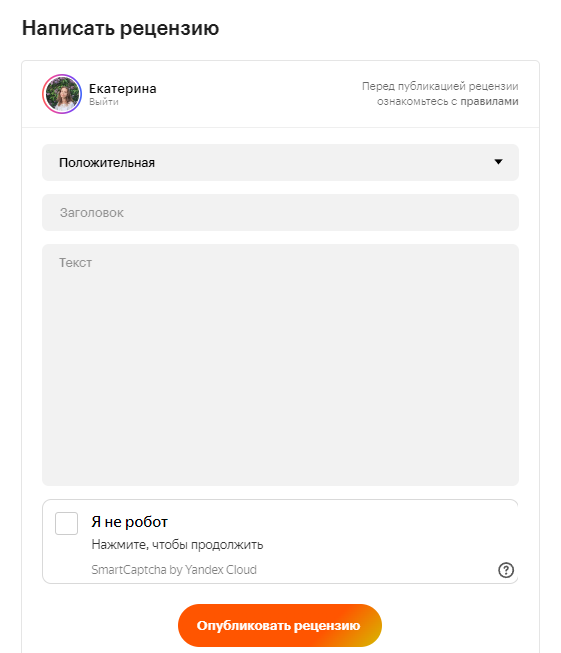 Написать рецензию
Екатерина
Выйти
Перед публикацией рецензии
ознакомьтесь с правилами
Положительная
Заголовок
Текст
Я не робот
Нажмите, чтобы продолжить
SmartCaptcha by Yandex Cloud
Опубликовать рецензию